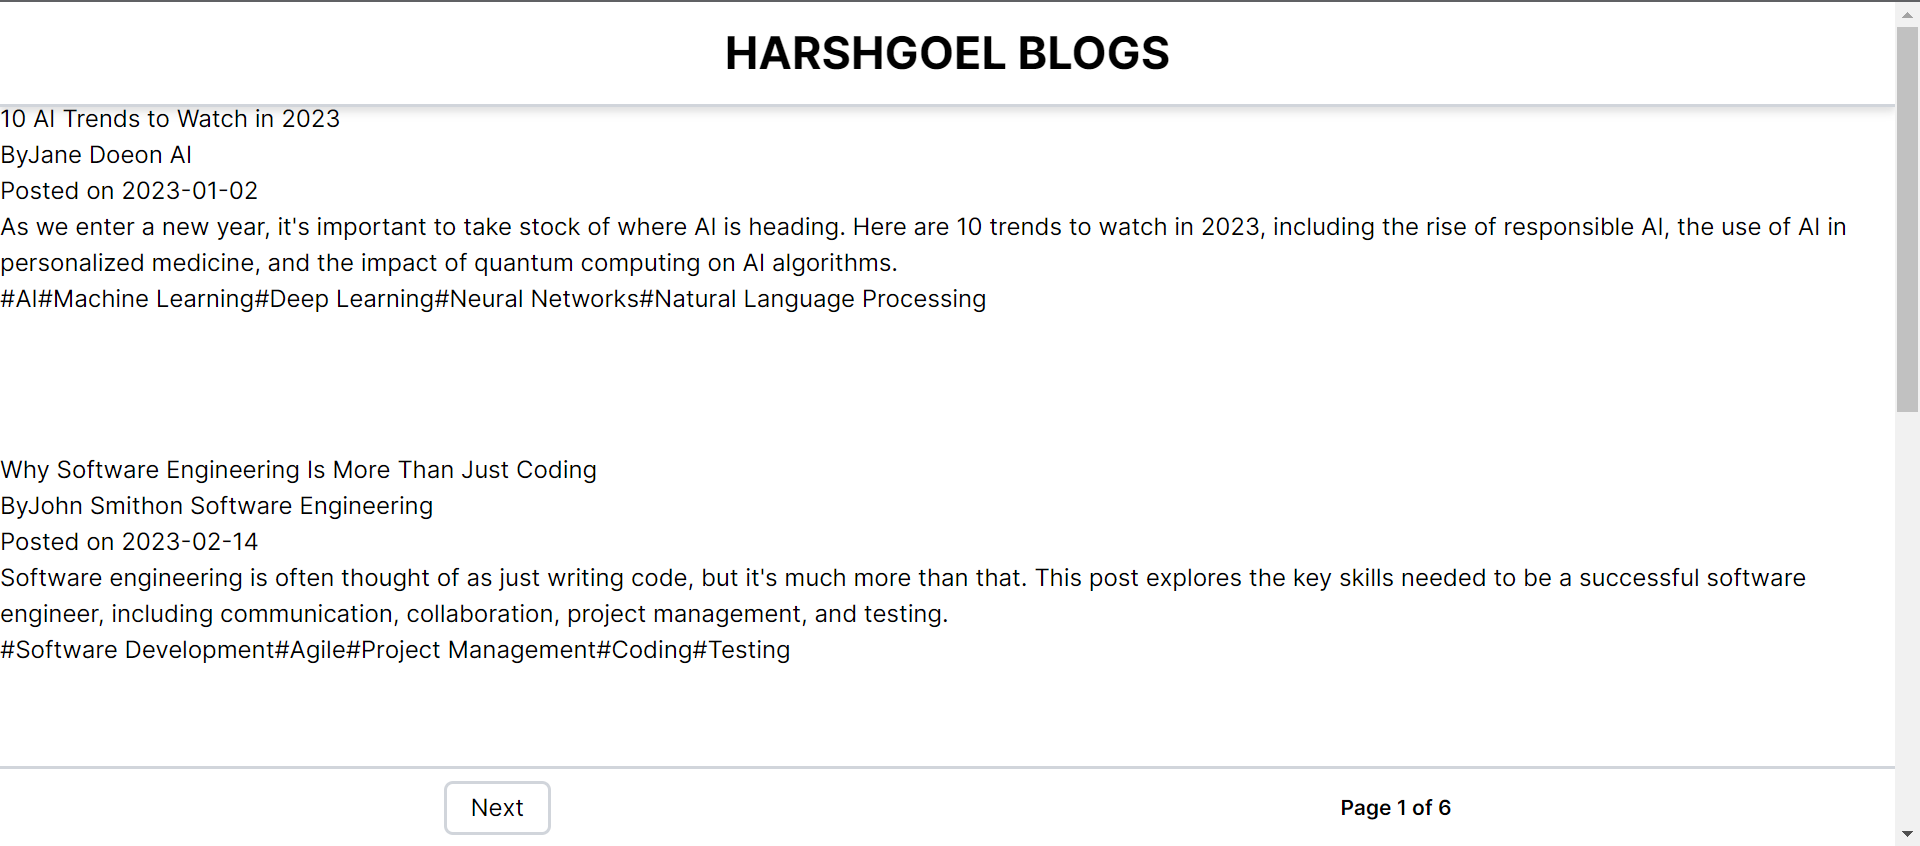 HARSHGOEL BLOGS
10 AI Trends to Watch in 2023
ByJane Doeon AI
Posted on 2023-01-02
As we enter a new year, it's important to take stock of where AI is heading. Here are 10 trends to watch in 2023, including the rise of responsible AI, the use of AI in
personalized medicine, and the impact of quantum computing on AI algorithms.
#AI#Machine Learning#Deep Learning#Neural Networks#Natural Language Processing
Why Software Engineering Is More Than Just Coding
ByJohn Smithon Software Engineering
Posted on 2023-02-14
Software engineering is often thought of as just writing code, but it's much more than that. This post explores the key skills needed to be a successful software
engineer, including communication, collaboration, project management, and testing.
#Software Development#Agile#Project Management#Coding#Testing
Next
Page 1 of 6